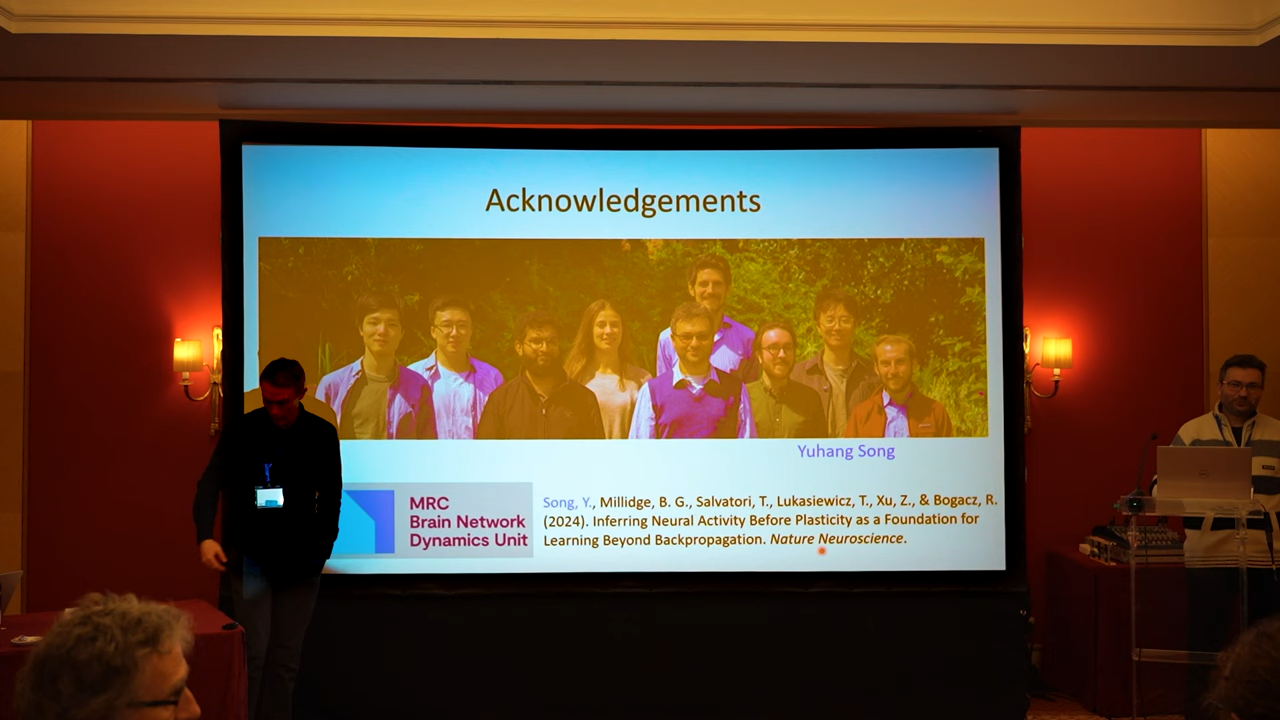 Acknowledgements
Yuhang Song
MRC
Brain Network
Dynamics Unit
Song, Y., Millidge, B. G., Salvatori, T., Lukasiewicz, T., Xu, Z., & Bogacz, R.
(2024). Inferring Neural Activity Before Plasticity as a Foundation for
Learning Beyond Backpropagation. Nature Neuroscience.